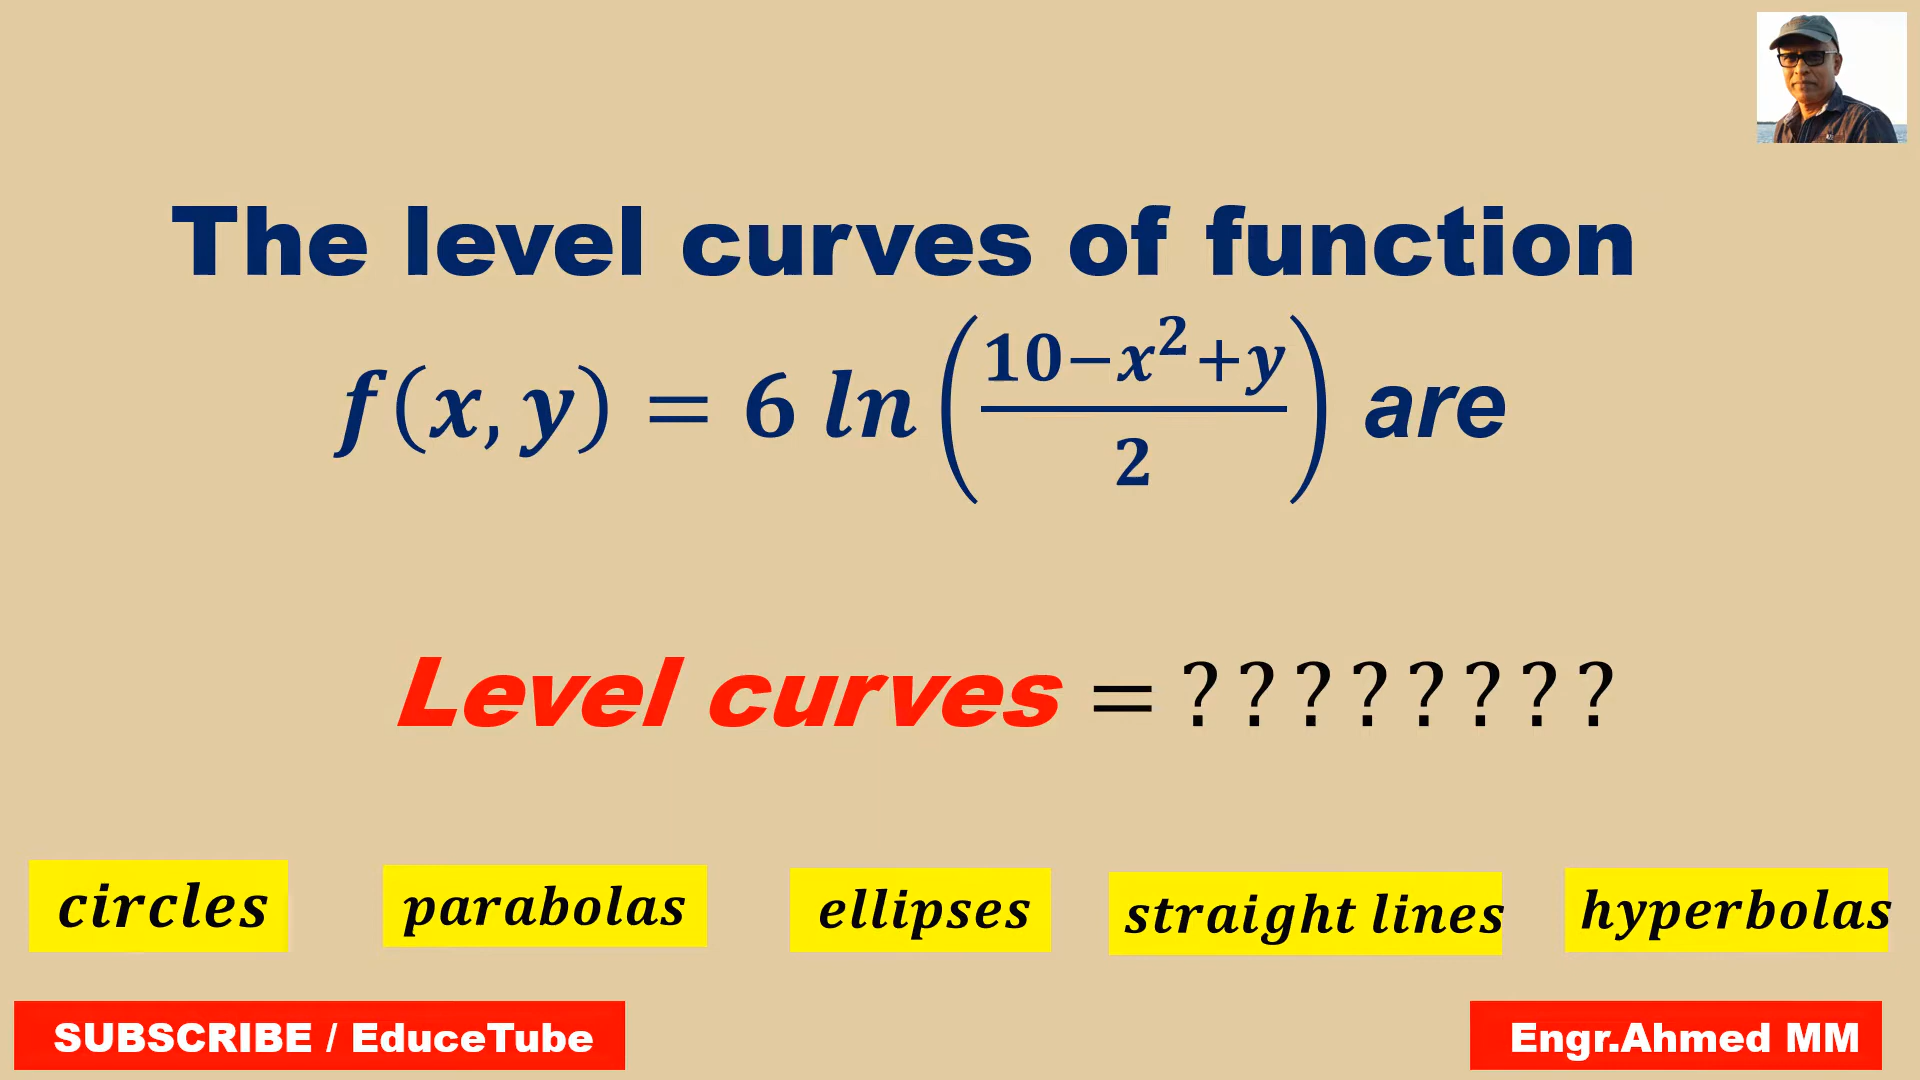 The level curves of function
f(x, y) = 6 ln((10−x²+y)/2) are
Level curves = ? ? ? ? ? ? ? ?
circles parabolas ellipses straight lines hyperbolas
SUBSCRIBE / EduceTube Engr.Ahmed MM